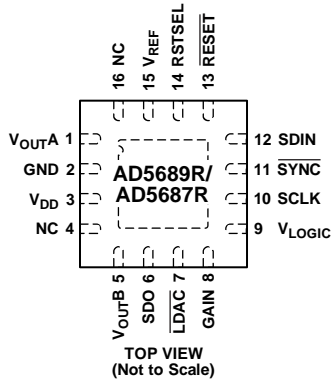 16 NC
15 VREF
14 RSTSEL
13 RESET
VOUTA 1
GND 2
VDD 3
NC 4
AD5689R/
AD5687R
12 SDIN
11 SYNC
10 SCLK
9 VLOGIC
VOUTB 5
SDO 6
LDAC 7
GAIN 8
TOP VIEW
(Not to Scale)